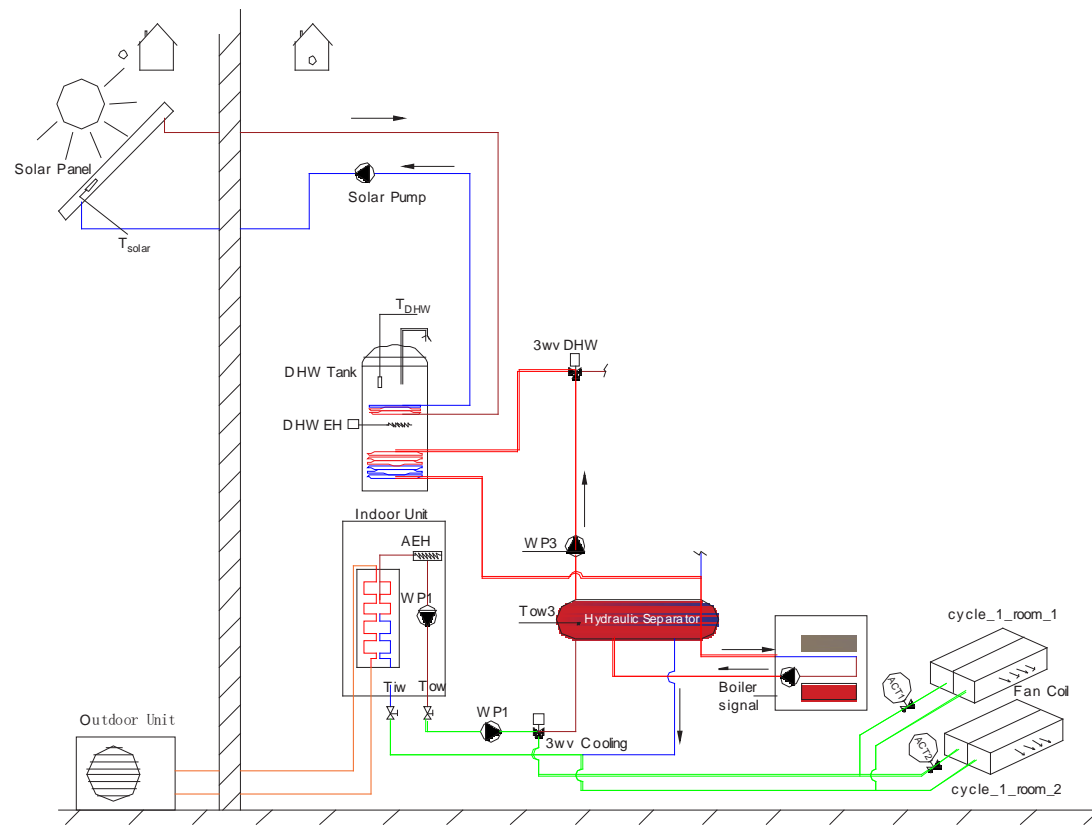 Solar Panel
Solar Pump
Tsolar
TDHW
3wv DHW
DHW Tank
DHW EH
Indoor Unit
AEH
WP3
WP1
Tow3
Hydraulic Separator
cycle_1_room_1
Tiw
Tow
Boiler
signal
ACT1
Fan Coil
Outdoor Unit
WP1
3wv Cooling
ACT2
cycle_1_room_2